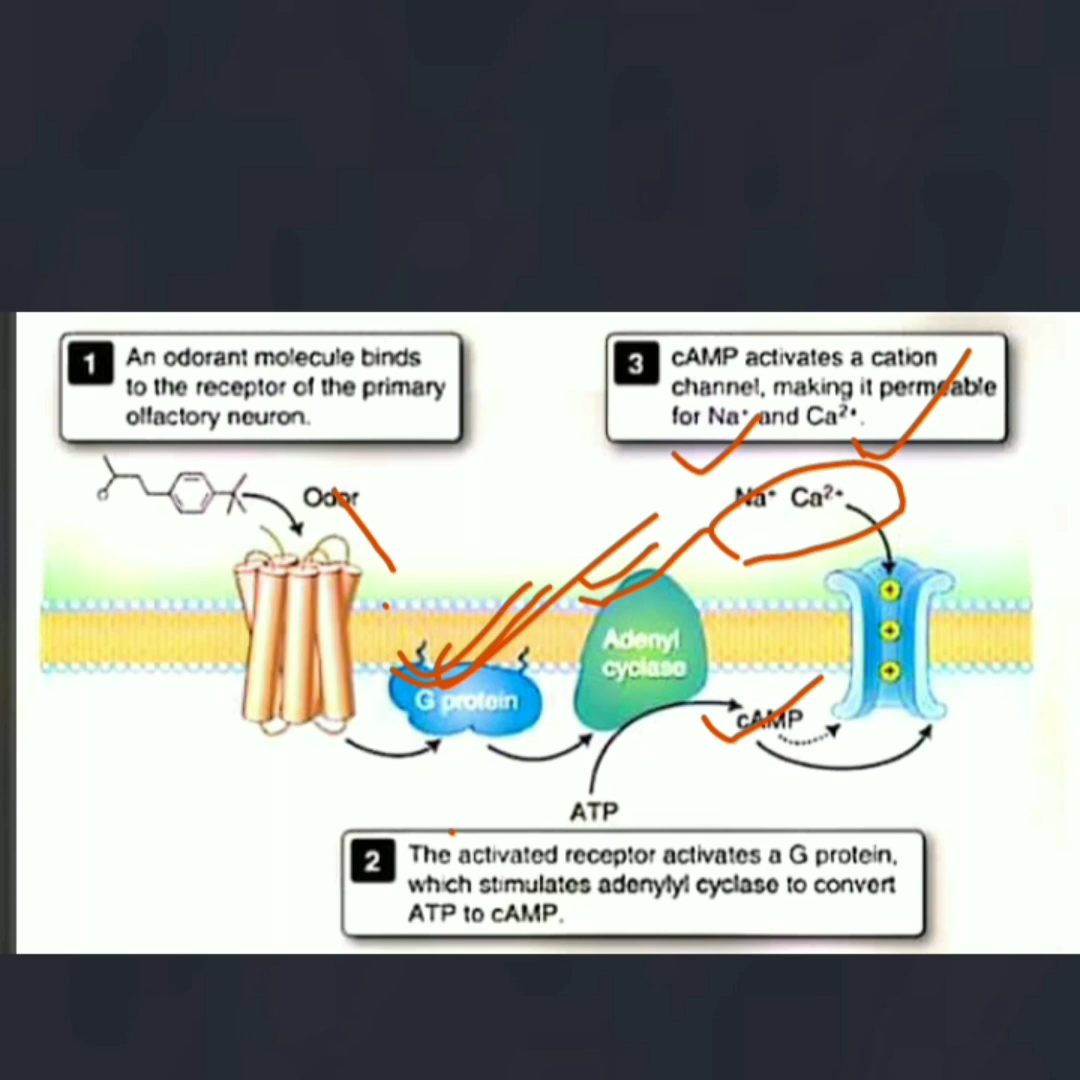 1
An odorant molecule binds
to the receptor of the primary
olfactory neuron.
3
cAMP activates a cation
channel, making it permeable
for Na⁺ and Ca²⁺.
Odor
Na⁺ Ca²⁺
Adenyl
cyclase
G protein
cAMP
ATP
2
The activated receptor activates a G protein,
which stimulates adenylyl cyclase to convert
ATP to cAMP.